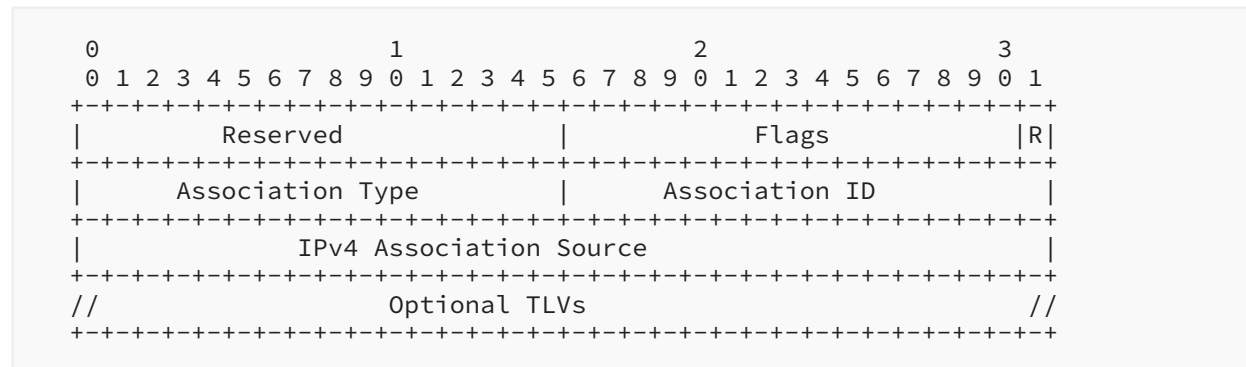 0                   1                   2                   3
 0 1 2 3 4 5 6 7 8 9 0 1 2 3 4 5 6 7 8 9 0 1 2 3 4 5 6 7 8 9 0 1
+-+-+-+-+-+-+-+-+-+-+-+-+-+-+-+-+-+-+-+-+-+-+-+-+-+-+-+-+-+-+-+-+
|         Reserved              |            Flags            |R|
+-+-+-+-+-+-+-+-+-+-+-+-+-+-+-+-+-+-+-+-+-+-+-+-+-+-+-+-+-+-+-+-+
|      Association Type         |      Association ID           |
+-+-+-+-+-+-+-+-+-+-+-+-+-+-+-+-+-+-+-+-+-+-+-+-+-+-+-+-+-+-+-+-+
|              IPv4 Association Source                          |
+-+-+-+-+-+-+-+-+-+-+-+-+-+-+-+-+-+-+-+-+-+-+-+-+-+-+-+-+-+-+-+-+
//                   Optional TLVs                             //
+-+-+-+-+-+-+-+-+-+-+-+-+-+-+-+-+-+-+-+-+-+-+-+-+-+-+-+-+-+-+-+-+